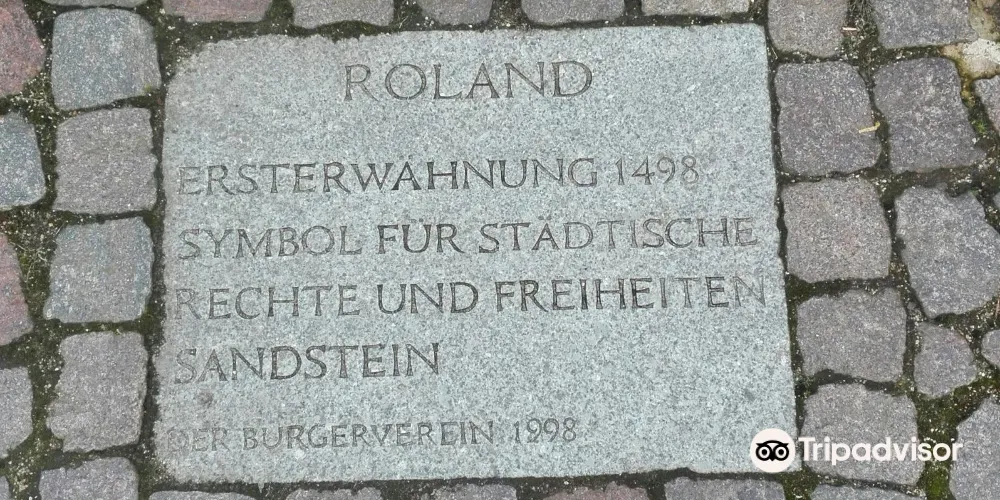 ROLAND
ERSTERWÄHNUNG 1498
SYMBOL FÜR STÄDTISCHE
RECHTE UND FREIHEITEN
SANDSTEIN
DER BÜRGERVEREIN 1998
Tripadvisor